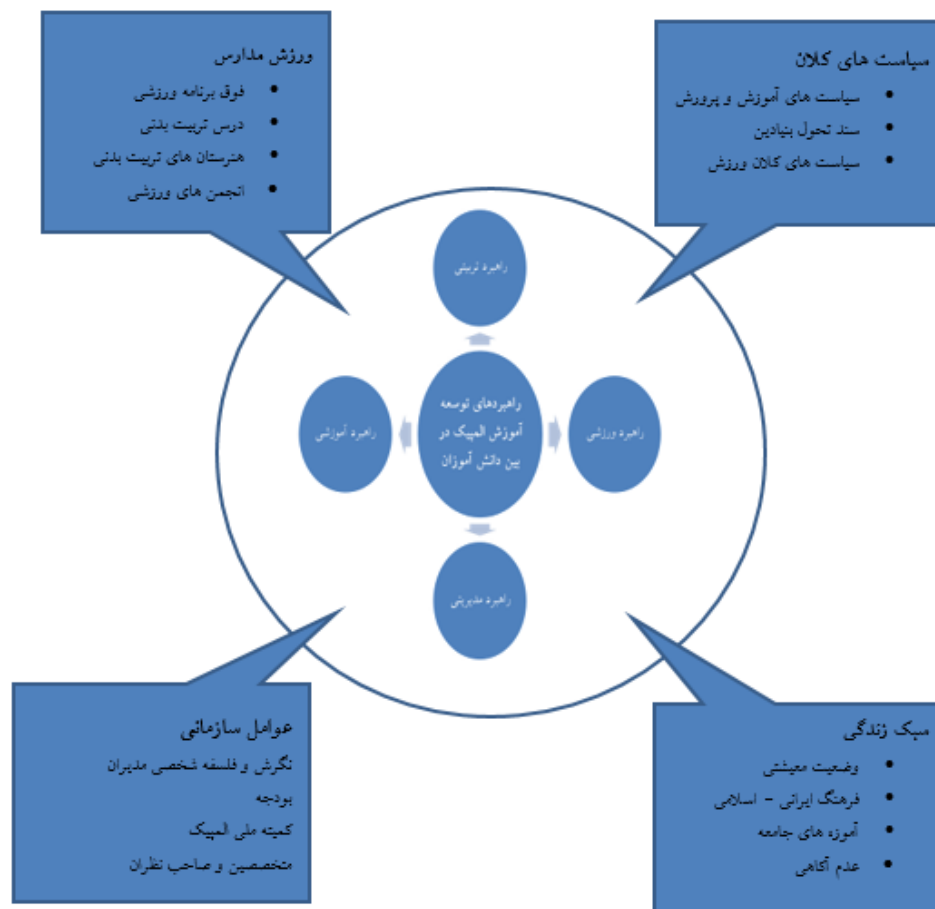 سیاست های کلان
• سیاست های آموزش و پرورش
• سند تحول بنیادین
• سیاست های کلان ورزش
ورزش مدارس
• فوق برنامه ورزشی
• درس تربیت بدنی
• هنرستان های تربیت بدنی
• انجمن های ورزشی
راهبرد تربیتی
راهبرد ورزشی
راهبردهای توسعه
آموزش المپیک در
بین دانش آموزان
راهبرد آموزشی
راهبرد مدیریتی
سبک زندگی
• وضعیت معیشتی
• فرهنگ ایرانی - اسلامی
• آموزه های جامعه
• عدم آگاهی
عوامل سازمانی
نگرش و فلسفه شخصی مدیران
بودجه
کمیته ملی المپیک
متخصصین و صاحب نظران